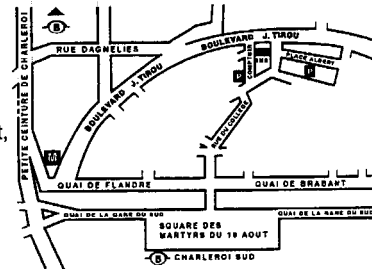 B
RUE DAGNELIES
BOULEVARD J. TIROU
PLACE ALBERT
COMPTOIR
P
P
PETITE CEINTURE DE CHARLEROI
BOULEVARD J. TIROU
RUE DU COLLEGE
t,
M
QUAI DE FLANDRE
QUAI DE BRABANT
QUAI DE LA GARE DU SUD
QUAI DE LA GARE DU SUD
SQUARE DES
MARTYRS DU 18 AOUT
B CHARLEROI SUD